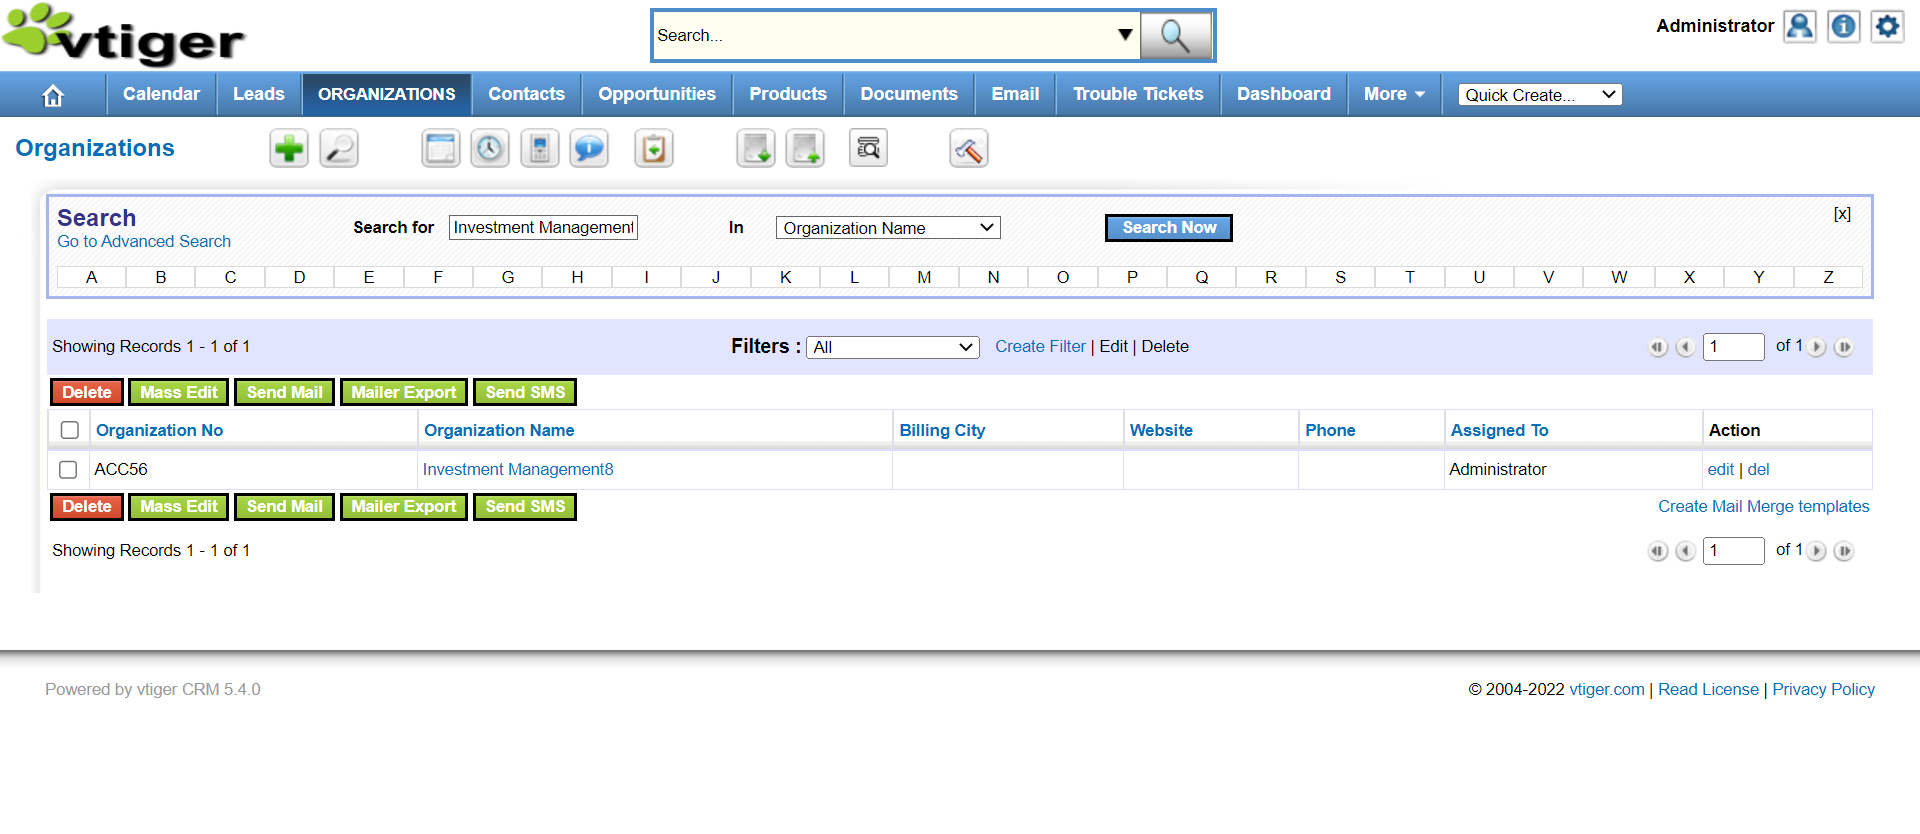 vtiger
Search...
Administrator
Calendar Leads ORGANIZATIONS Contacts Opportunities Products Documents Email Trouble Tickets Dashboard More Quick Create...
Organizations
Search
Go to Advanced Search
Search for Investment Management In Organization Name Search Now
[x]
A B C D E F G H I J K L M N O P Q R S T U V W X Y Z
Showing Records 1 - 1 of 1 Filters : All Create Filter | Edit | Delete 1 of 1
Delete Mass Edit Send Mail Mailer Export Send SMS
Organization No Organization Name Billing City Website Phone Assigned To Action
ACC56 Investment Management8 Administrator edit | del
Delete Mass Edit Send Mail Mailer Export Send SMS Create Mail Merge templates
Showing Records 1 - 1 of 1 1 of 1
Powered by vtiger CRM 5.4.0 © 2004-2022 vtiger.com | Read License | Privacy Policy